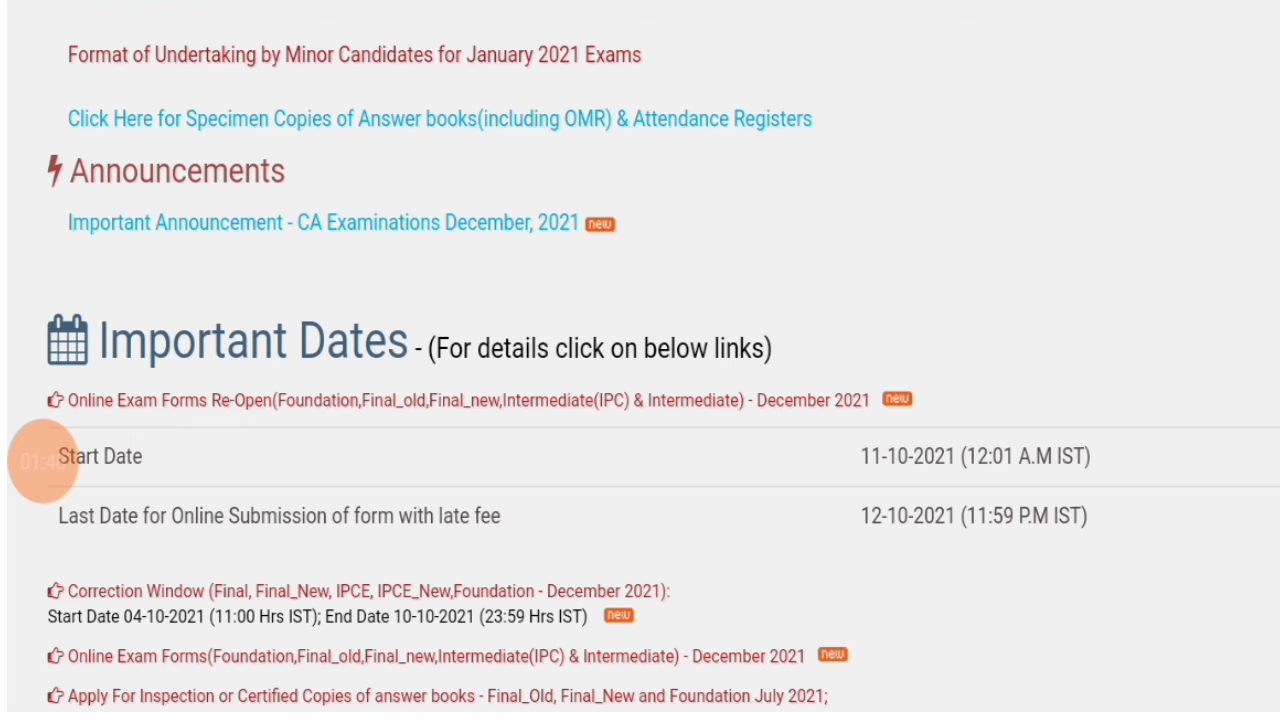 Format of Undertaking by Minor Candidates for January 2021 Exams
Click Here for Specimen Copies of Answer books(including OMR) & Attendance Registers
Announcements
Important Announcement - CA Examinations December, 2021 new
Important Dates - (For details click on below links)
Online Exam Forms Re-Open(Foundation,Final_old,Final_new,Intermediate(IPC) & Intermediate) - December 2021 new
Start Date 11-10-2021 (12:01 A.M IST)
Last Date for Online Submission of form with late fee 12-10-2021 (11:59 P.M IST)
Correction Window (Final, Final_New, IPCE, IPCE_New,Foundation - December 2021):
Start Date 04-10-2021 (11:00 Hrs IST); End Date 10-10-2021 (23:59 Hrs IST) new
Online Exam Forms(Foundation,Final_old,Final_new,Intermediate(IPC) & Intermediate) - December 2021 new
Apply For Inspection or Certified Copies of answer books - Final_Old, Final_New and Foundation July 2021;